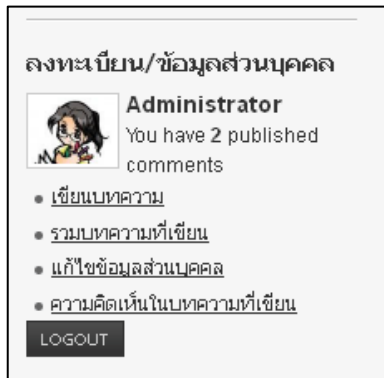 ลงทะเบียน/ข้อมูลส่วนบุคคล
Administrator
You have 2 published
comments
เขียนบทความ
รวมบทความที่เขียน
แก้ไขข้อมูลส่วนบุคคล
ความคิดเห็นในบทความที่เขียน
LOGOUT